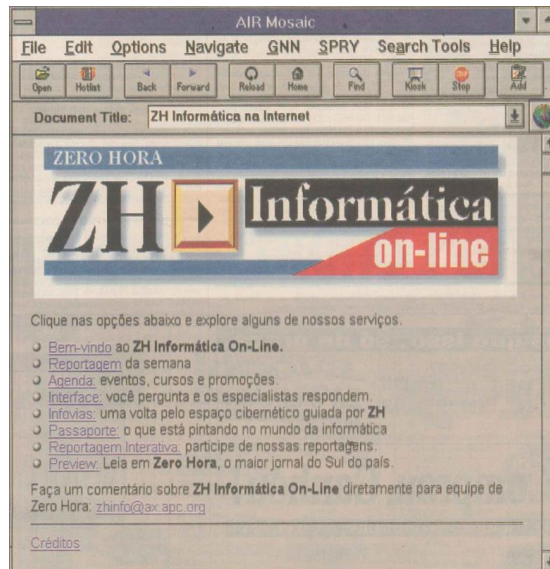 AIR Mosaic
File Edit Options Navigate GNN SPRY Search Tools Help
Open Hotlist Back Forward Reload Home Find Kiosk Stop Add
Document Title: ZH Informática na Internet
ZERO HORA
ZH Informática
on-line
Clique nas opções abaixo e explore alguns de nossos serviços.
Bem-vindo ao ZH Informática On-Line.
Reportagem da semana
Agenda: eventos, cursos e promoções.
Interface: você pergunta e os especialistas respondem.
Infovias: uma volta pelo espaço cibernético guiada por ZH
Passaporte: o que está pintando no mundo da informática
Reportagem Interativa: participe de nossas reportagens.
Preview: Leia em Zero Hora, o maior jornal do Sul do país.
Faça um comentário sobre ZH Informática On-Line diretamente para equipe de
Zero Hora: zhinfo@ax.apc.org
Créditos